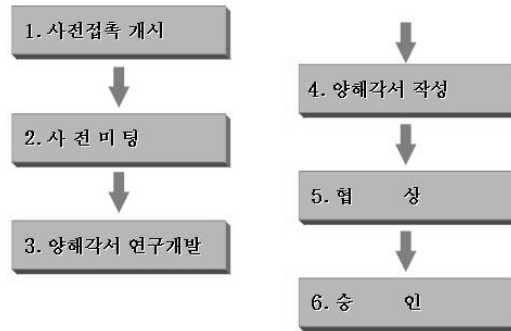 1. 사전접촉 개시
2. 사 전 미 팅
3. 양해각서 연구개발
4. 양해각서 작성
5. 협 상
6. 승 인